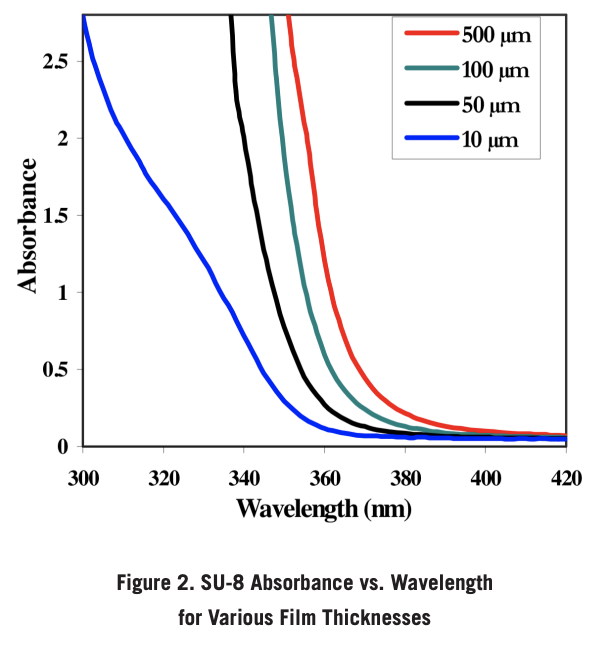 500 μm
100 μm
50 μm
10 μm
2.5
2
1.5
1
0.5
0
300 320 340 360 380 400 420
Absorbance
Wavelength (nm)
Figure 2. SU-8 Absorbance vs. Wavelength
for Various Film Thicknesses